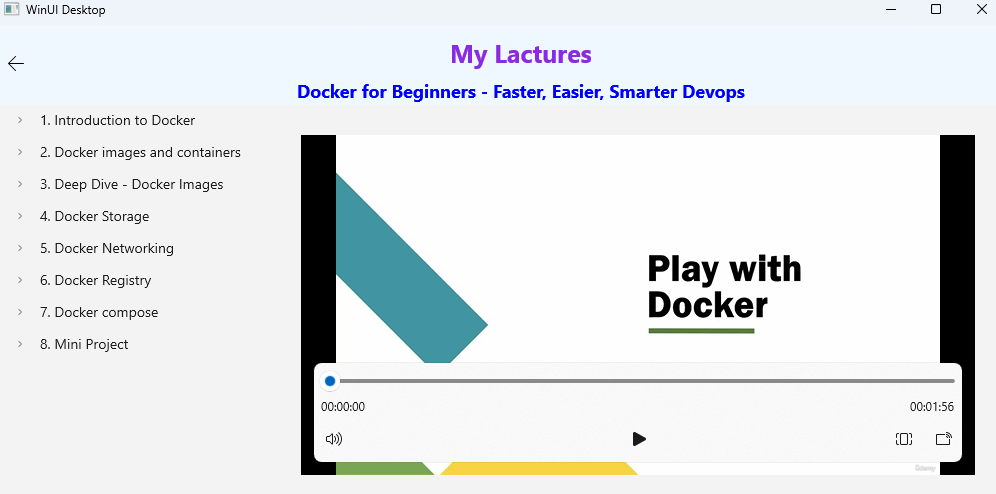 WinUI Desktop
My Lactures
Docker for Beginners - Faster, Easier, Smarter Devops
1. Introduction to Docker
2. Docker images and containers
3. Deep Dive - Docker Images
4. Docker Storage
5. Docker Networking
6. Docker Registry
7. Docker compose
8. Mini Project
Play with
Docker
00:00:00
00:01:56
Udemy